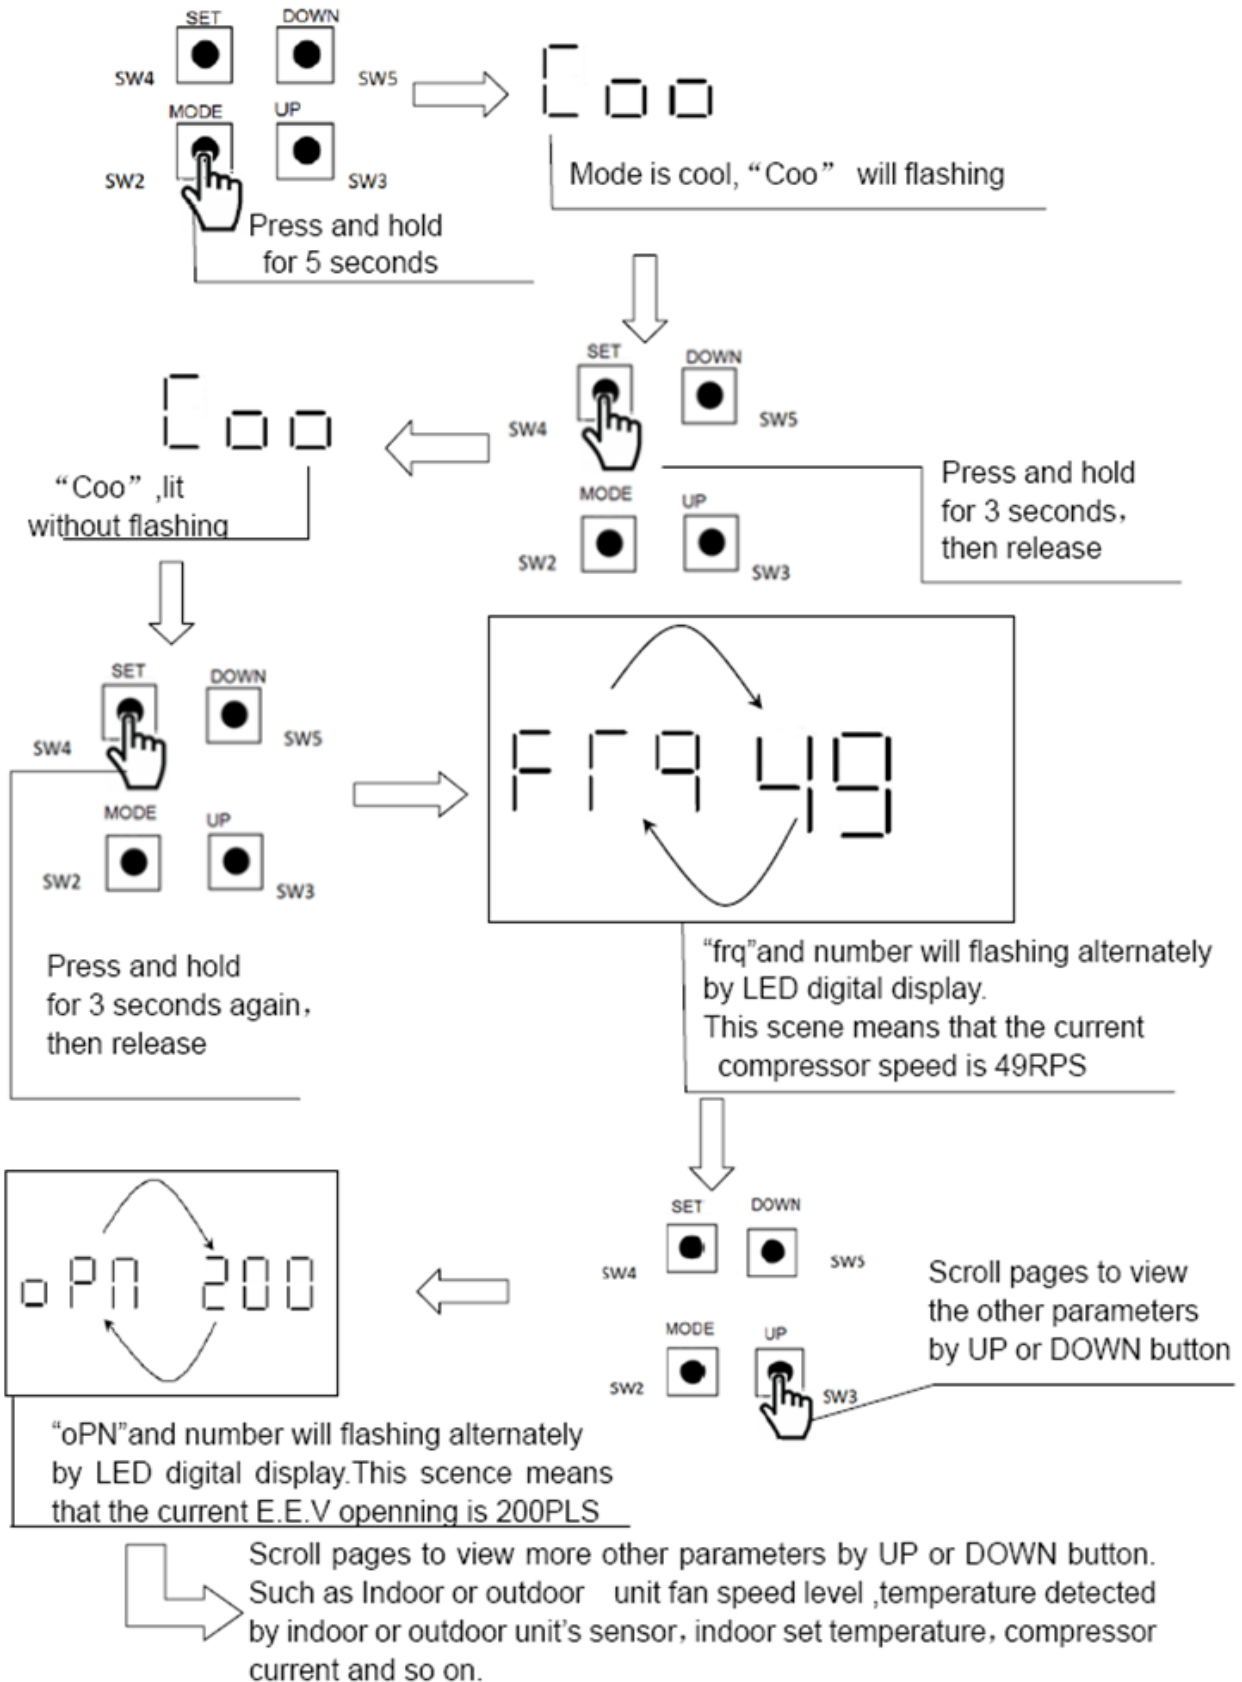 SET DOWN
SW4 SW5
MODE UP
SW2 SW3
Press and hold
for 5 seconds
Coo
Mode is cool, “Coo” will flashing
SET DOWN
SW4 SW5
MODE UP
SW2 SW3
Press and hold
for 3 seconds,
then release
Coo
“Coo” ,lit
without flashing
SET DOWN
SW4 SW5
MODE UP
SW2 SW3
Press and hold
for 3 seconds again,
then release
Frq 49
“frq”and number will flashing alternately
by LED digital display.
This scene means that the current
compressor speed is 49RPS
SET DOWN
SW4 SW5
MODE UP
SW2 SW3
Scroll pages to view
the other parameters
by UP or DOWN button
oPN 200
“oPN”and number will flashing alternately
by LED digital display.This scence means
that the current E.E.V openning is 200PLS
Scroll pages to view more other parameters by UP or DOWN button.
Such as Indoor or outdoor unit fan speed level ,temperature detected
by indoor or outdoor unit's sensor, indoor set temperature, compressor
current and so on.